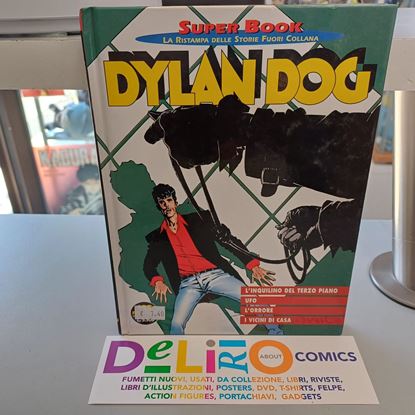 SUPER BOOK
LA RISTAMPA DELLE STORIE FUORI COLLANA
DYLAN DOG
L'INQUILINO DEL TERZO PIANO
UFO
L'ORRORE
I VICINI DI CASA
DeLiRiO ABOUT COMICS
FUMETTI NUOVI, USATI, DA COLLEZIONE, LIBRI, RIVISTE,
LIBRI D'ILLUSTRAZIONI, POSTERS, DVD, T-SHIRTS, FELPE,
ACTION FIGURES, PORTACHIAVI, GADGETS